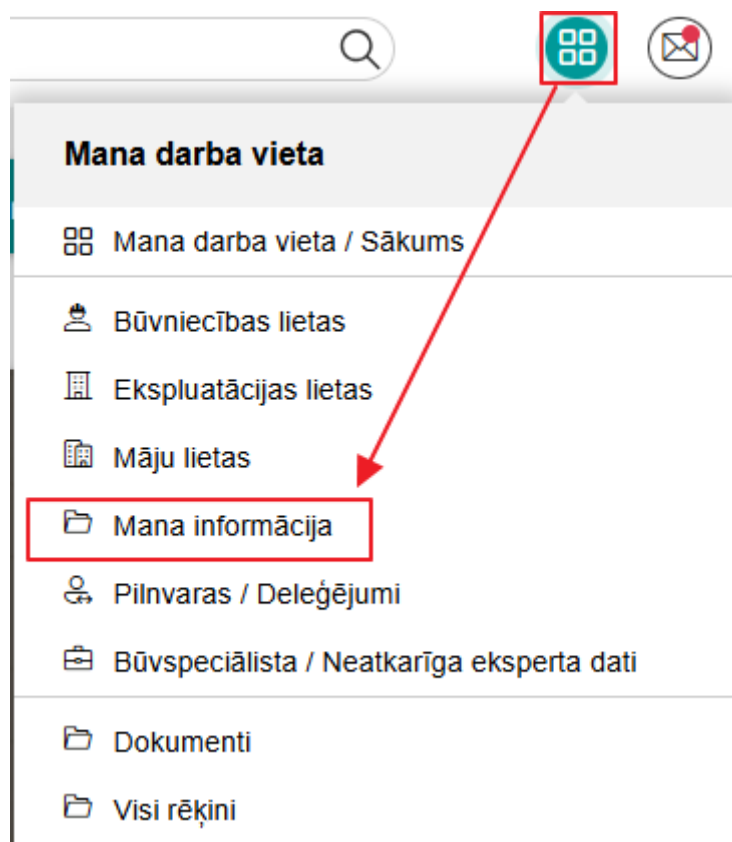 Mana darba vieta
Mana darba vieta / Sākums
Būvniecības lietas
Ekspluatācijas lietas
Māju lietas
Mana informācija
Pilnvaras / Deleģējumi
Būvspeciālista / Neatkarīga eksperta dati
Dokumenti
Visi rēķini